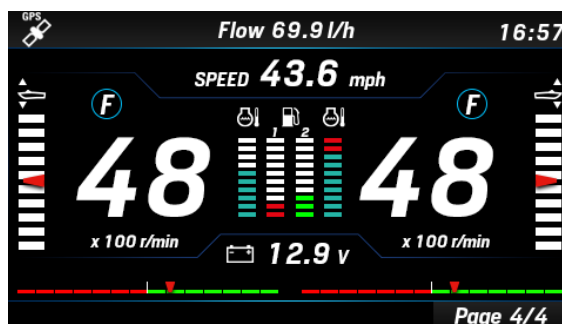 GPS
Flow 69.9 l/h
16:57
SPEED 43.6 mph
F
F
1
2
48
48
x 100 r/min
x 100 r/min
12.9 V
Page 4/4